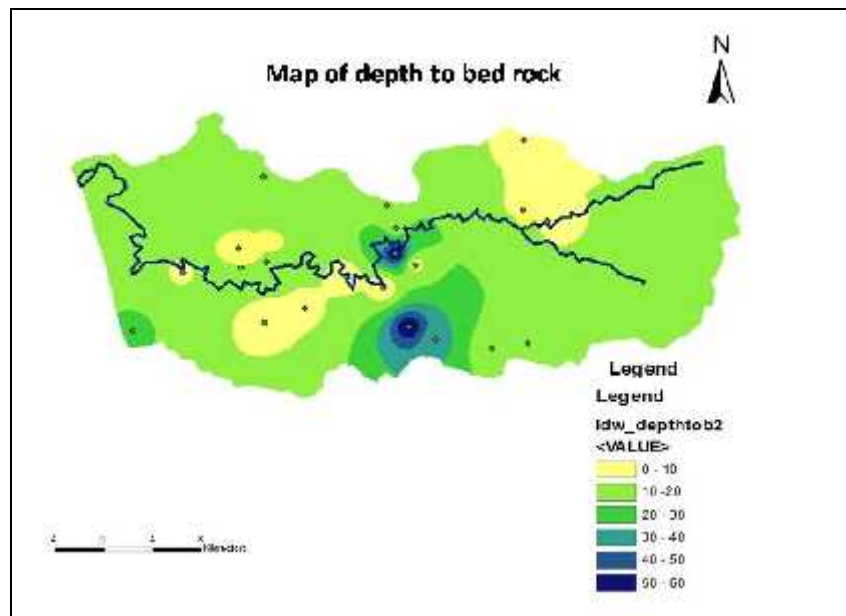 N
Map of depth to bed rock
Legend
Legend
Idw_depthtob2
<VALUE>
0 - 10
10 -20
20 - 30
30 - 40
40 - 50
50 - 60